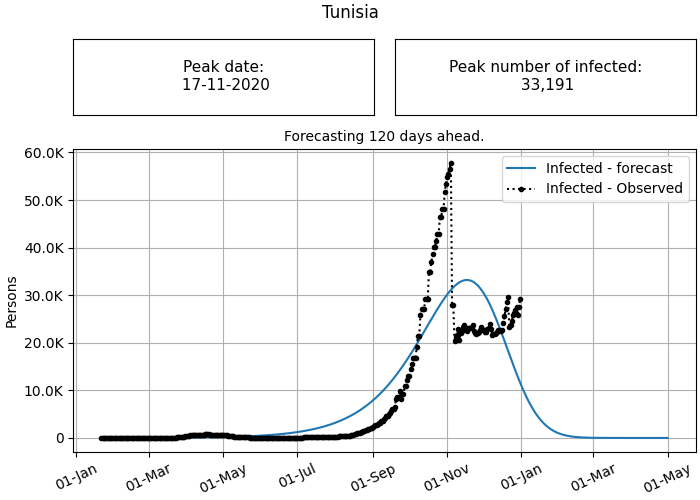 Tunisia
Peak date:
17-11-2020
Peak number of infected:
33,191
Forecasting 120 days ahead.
60.0K
50.0K
40.0K
30.0K
20.0K
10.0K
0
Persons
Infected - forecast
Infected - Observed
01-Jan
01-Mar
01-May
01-Jul
01-Sep
01-Nov
01-Jan
01-Mar
01-May